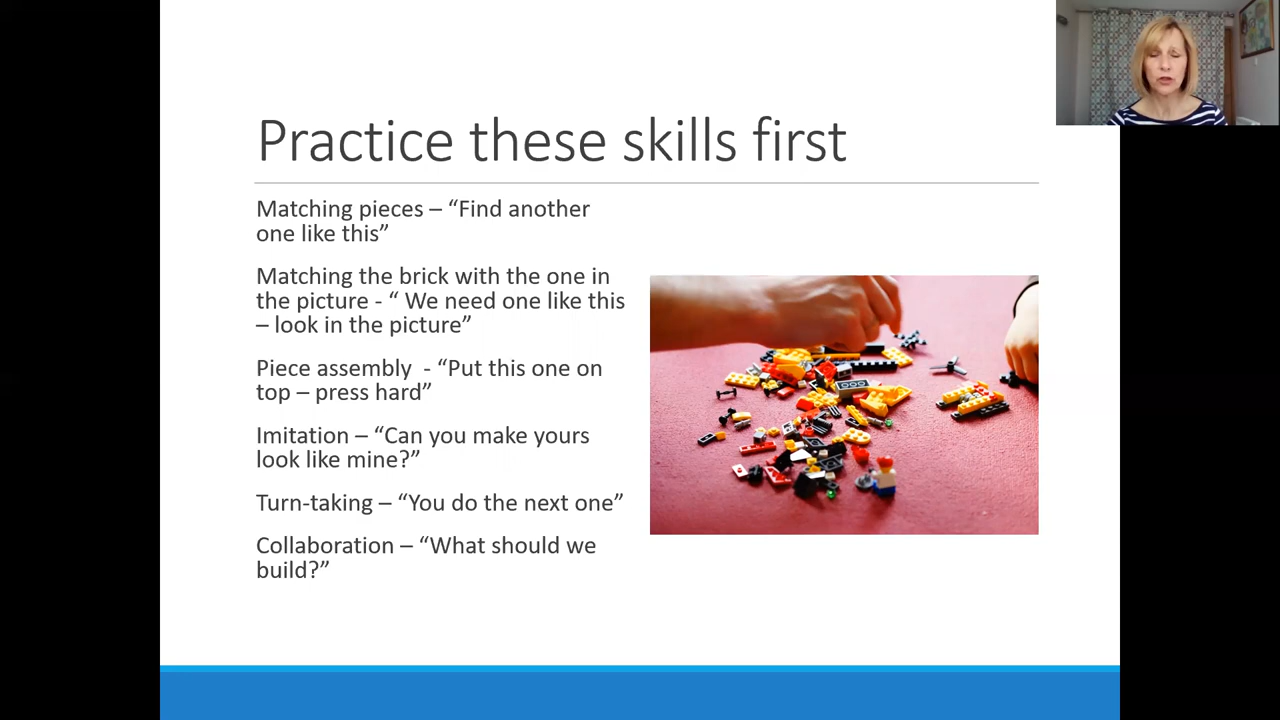 Practice these skills first
Matching pieces – “Find another
one like this”
Matching the brick with the one in
the picture - “ We need one like this
– look in the picture”
Piece assembly  - “Put this one on
top – press hard”
Imitation – “Can you make yours
look like mine?”
Turn-taking – “You do the next one”
Collaboration – “What should we
build?”